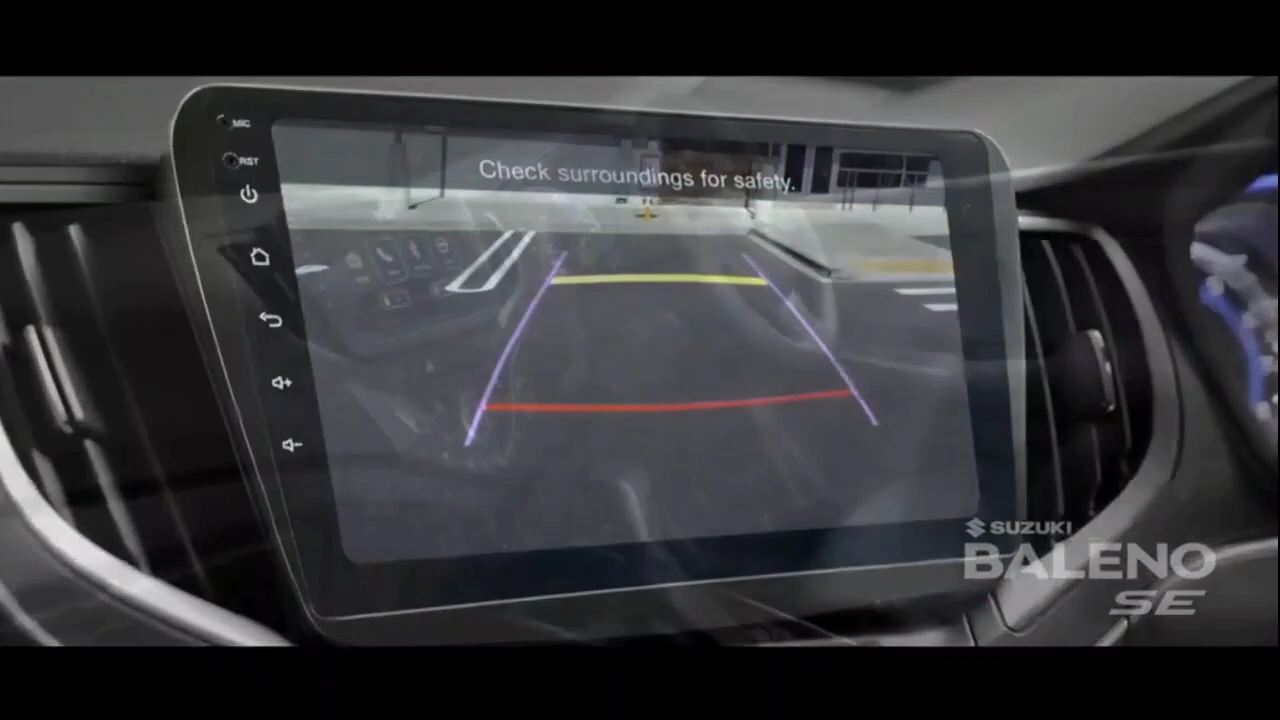 MIC
RST
Check surroundings for safety.
SUZUKI
BALENO
SE